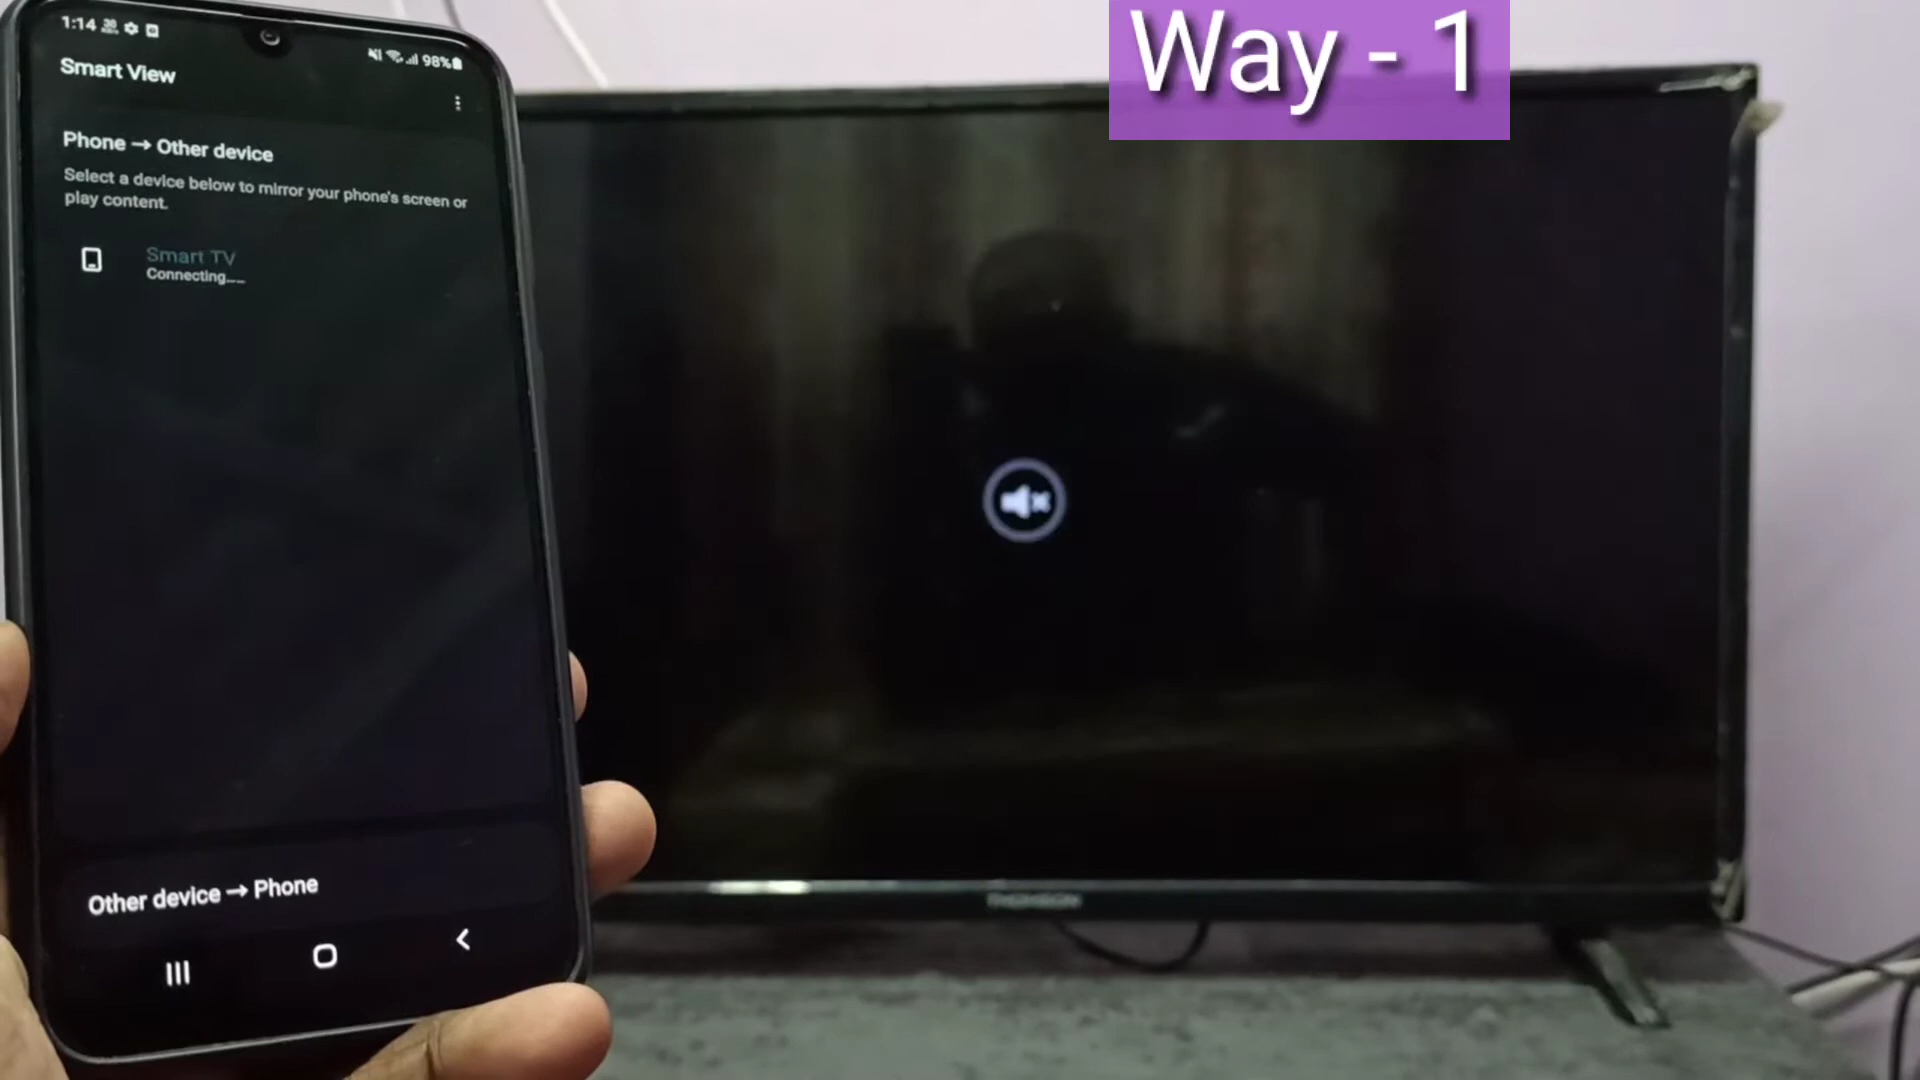 Way - 1
1:14
98%
Smart View
Phone → Other device
Select a device below to mirror your phone's screen or
play content.
Smart TV
Connecting...
Other device → Phone
THOMSON